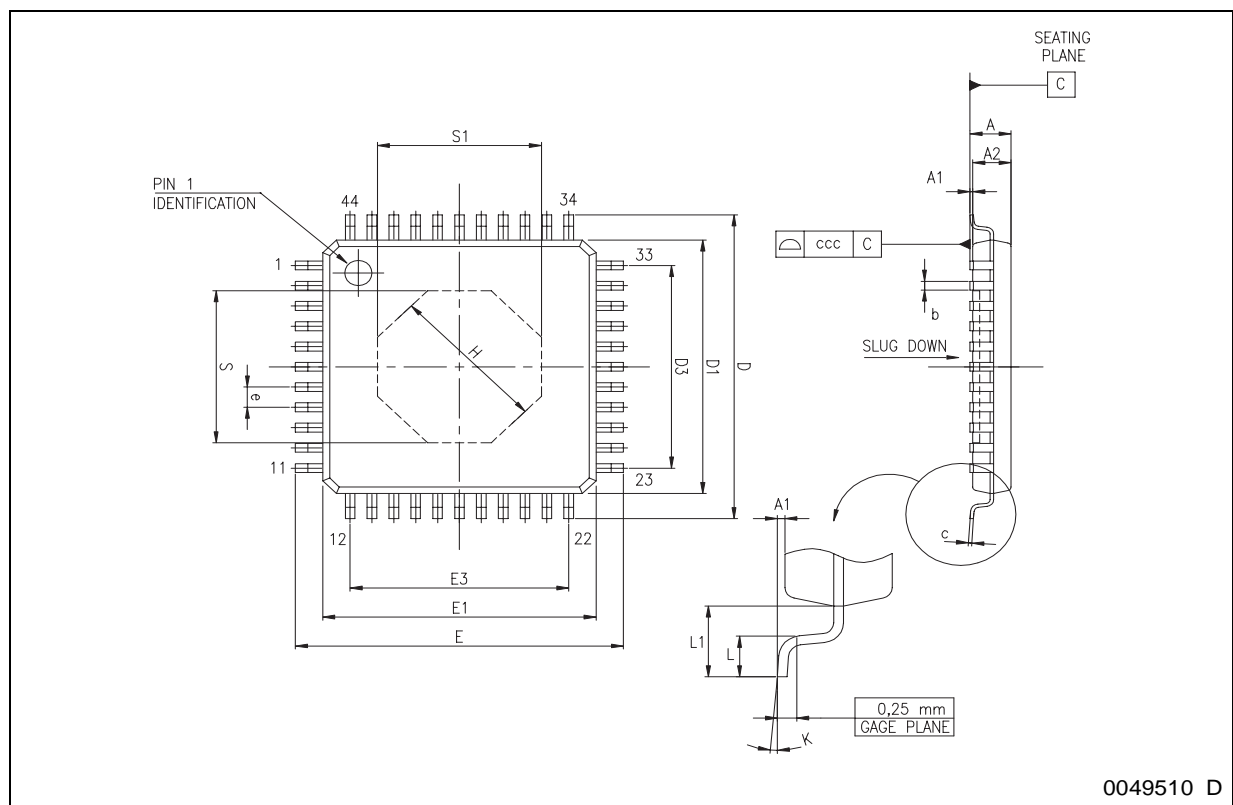 SEATING
PLANE
C
A
A2
A1
S1
PIN 1
IDENTIFICATION
44
34
ccc
C
1
33
b
SLUG DOWN
H
S
e
D3
D1
D
11
23
A1
12
22
c
E3
E1
E
L1
L
0,25 mm
GAGE PLANE
K
0049510 D